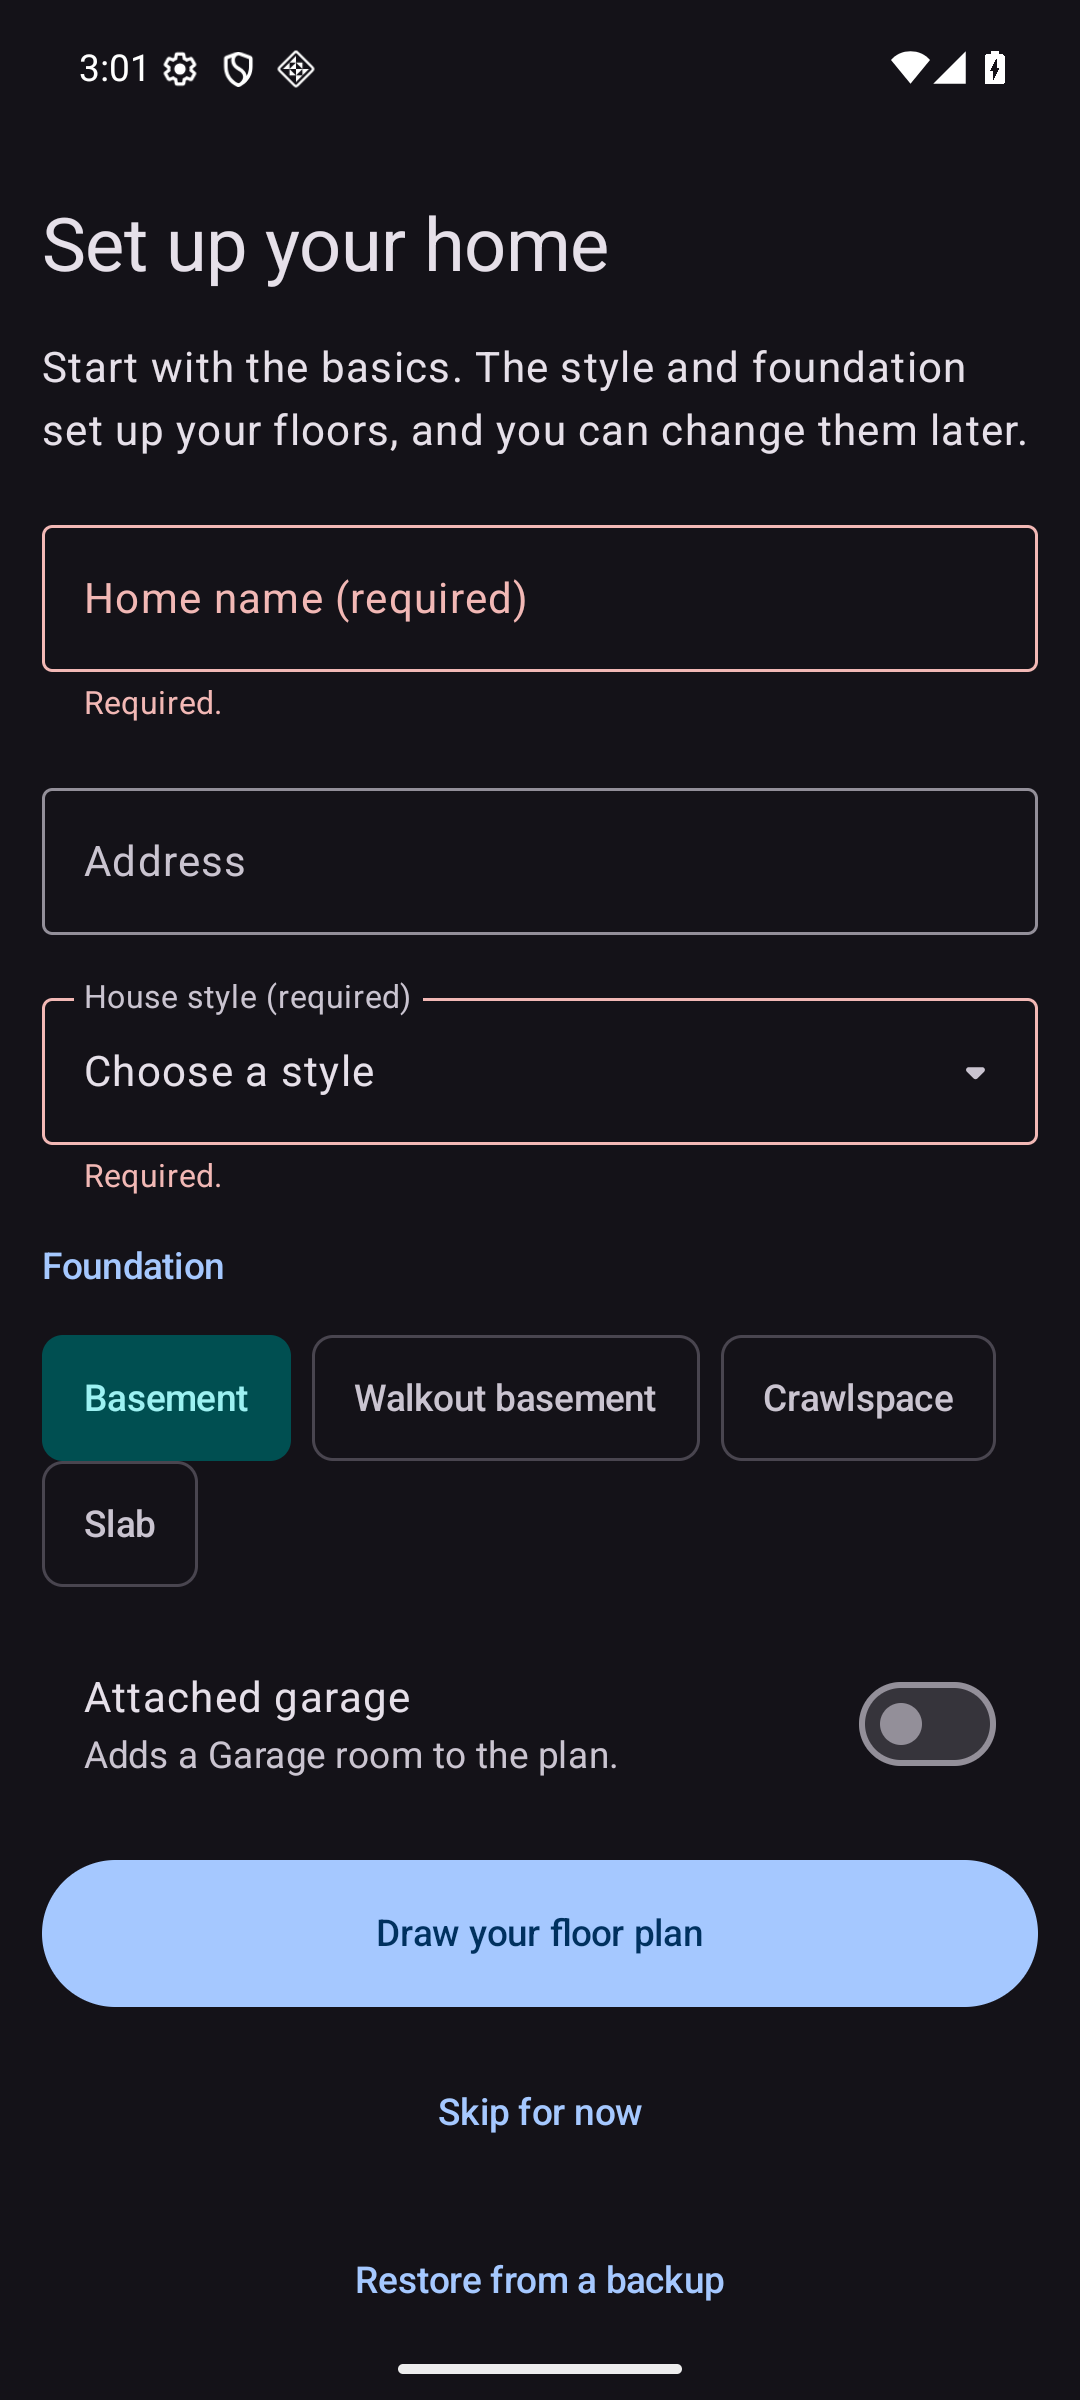 3:01
Set up your home
Start with the basics. The style and foundation
set up your floors, and you can change them later.
Home name (required)
Required.
Address
House style (required)
Choose a style
Required.
Foundation
Basement
Walkout basement
Crawlspace
Slab
Attached garage
Adds a Garage room to the plan.
Draw your floor plan
Skip for now
Restore from a backup